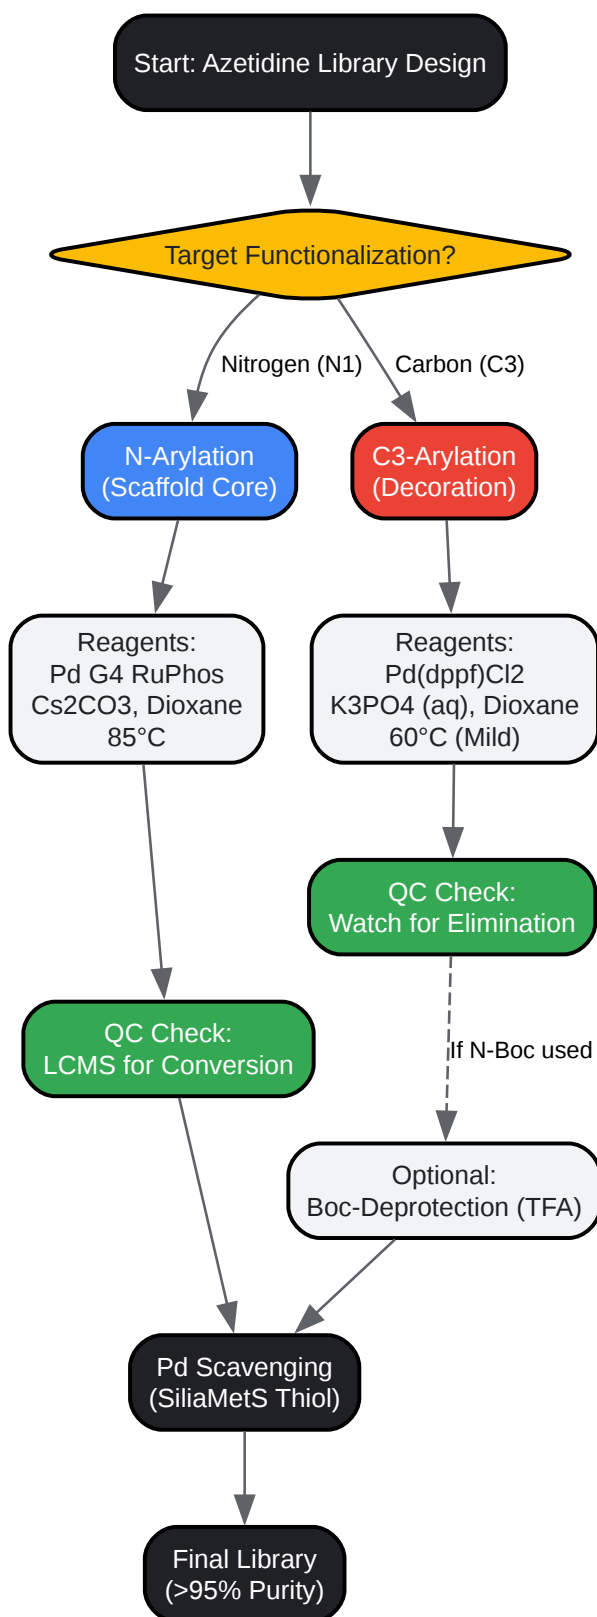 Start: Azetidine Library Design
Target Functionalization?
Nitrogen (N1)
Carbon (C3)
N-Arylation
(Scaffold Core)
C3-Arylation
(Decoration)
Reagents:
Pd G4 RuPhos
Cs2CO3, Dioxane
85°C
Reagents:
Pd(dppf)Cl2
K3PO4 (aq), Dioxane
60°C (Mild)
QC Check:
Watch for Elimination
QC Check:
LCMS for Conversion
If N-Boc used
Optional:
Boc-Deprotection (TFA)
Pd Scavenging
(SiliaMetS Thiol)
Final Library
(>95% Purity)